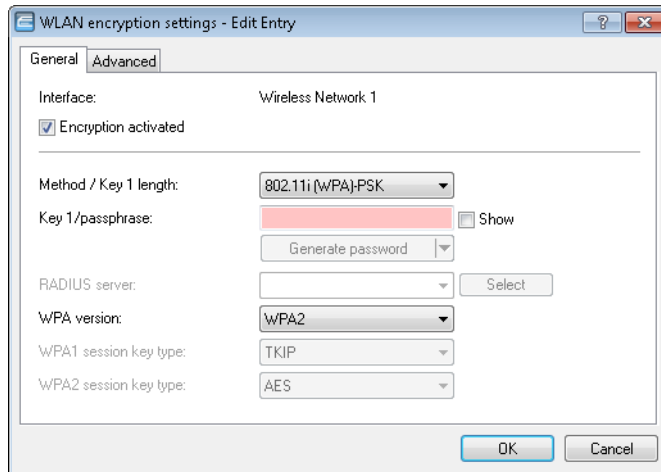 WLAN encryption settings - Edit Entry
General Advanced
Interface: Wireless Network 1
Encryption activated
Method / Key 1 length: 802.11i (WPA)-PSK
Key 1/passphrase: Show
Generate password
RADIUS server: Select
WPA version: WPA2
WPA1 session key type: TKIP
WPA2 session key type: AES
OK Cancel